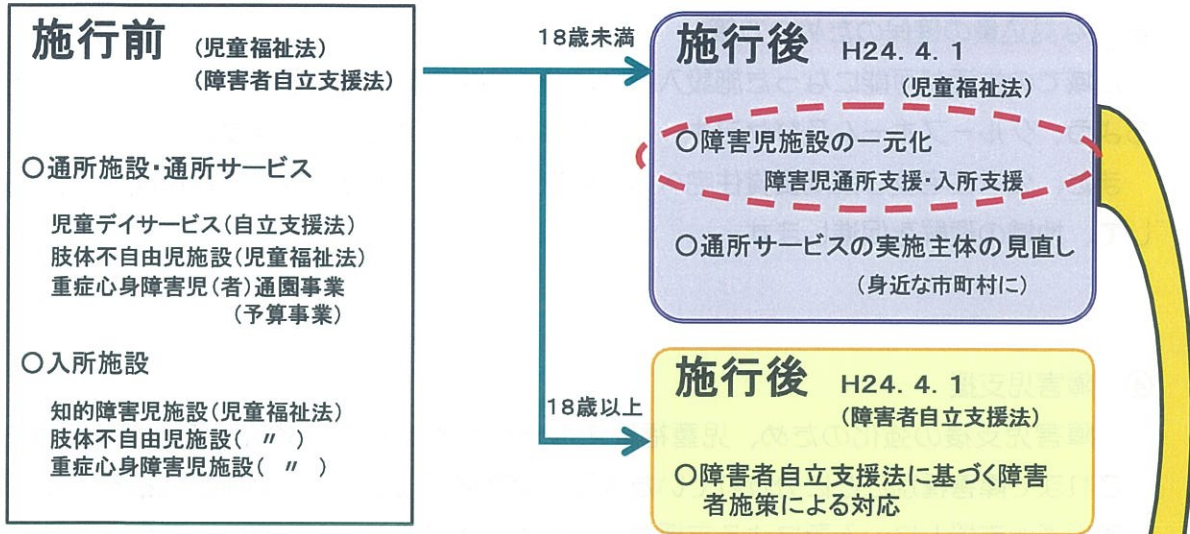 施行前 (児童福祉法)
(障害者自立支援法)
○通所施設・通所サービス
児童デイサービス(自立支援法)
肢体不自由児施設(児童福祉法)
重症心身障害児(者)通園事業
(予算事業)
○入所施設
知的障害児施設(児童福祉法)
肢体不自由児施設( 〃 )
重症心身障害児施設( 〃 )
18歳未満
施行後 H24. 4. 1
(児童福祉法)
○障害児施設の一元化
障害児通所支援・入所支援
○通所サービスの実施主体の見直し
(身近な市町村に)
18歳以上
施行後 H24. 4. 1
(障害者自立支援法)
○障害者自立支援法に基づく障害
者施策による対応